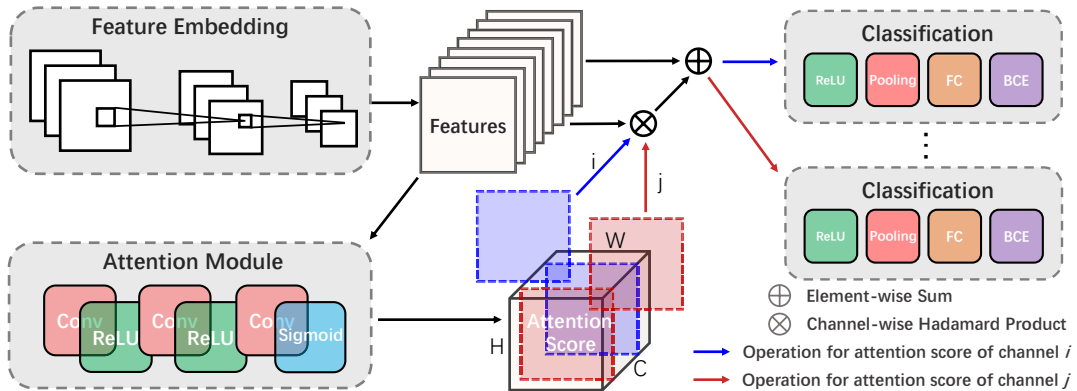 Feature Embedding
Features
i
j
Classification
ReLU
Pooling
FC
BCE
Classification
ReLU
Pooling
FC
BCE
Attention Module
Conv
ReLU
Conv
ReLU
Conv
Sigmoid
W
H
C
Attention
Score
Element-wise Sum
Channel-wise Hadamard Product
Operation for attention score of channel i
Operation for attention score of channel j